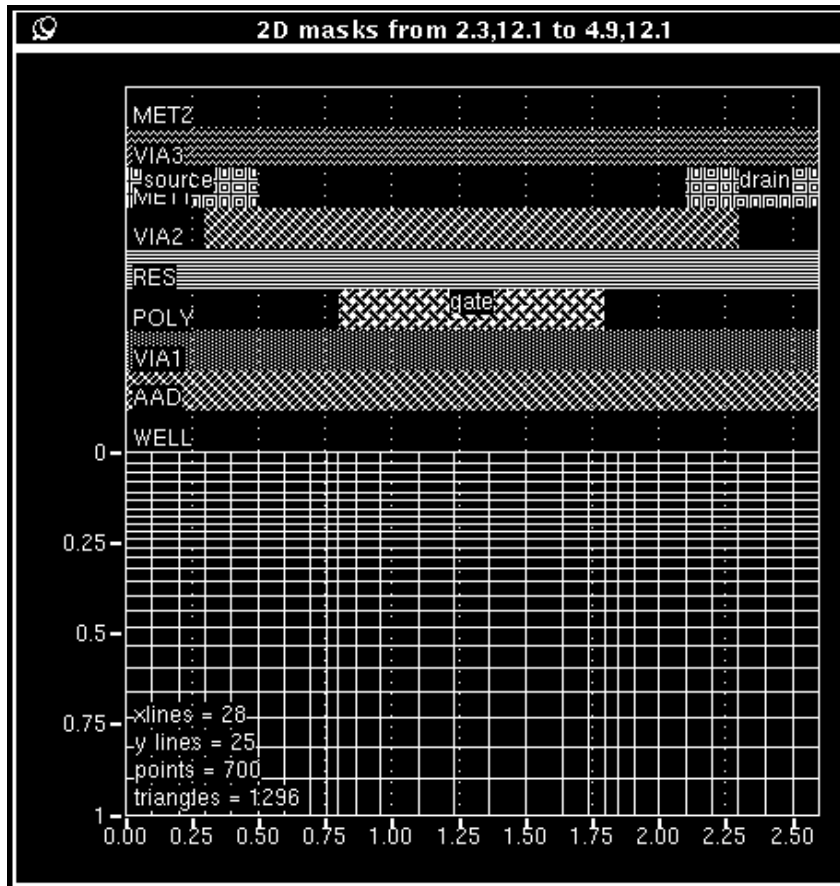 2D masks from 2.3,12.1 to 4.9,12.1
MET2
VIA3
source drain
MET1
VIA2
RES
gate
POLY
VIA1
AAD
WELL
0
0.25
0.5
0.75
1
xlines = 28
y lines = 25
points = 700
triangles = 1296
0.00 0.25 0.50 0.75 1.00 1.25 1.50 1.75 2.00 2.25 2.50